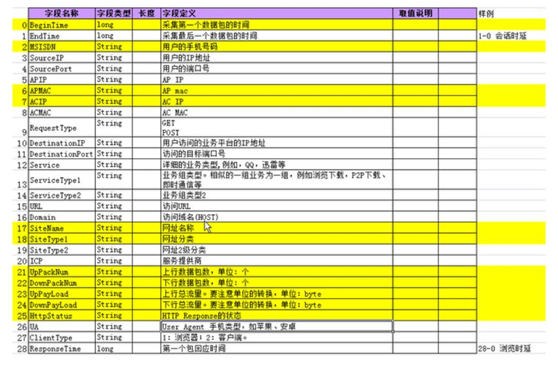 字段名称 字段类型 长度 字段定义 取值说明 样例
0 BeginTime long 采集第一个数据包的时间
1 EndTime long 采集最后一个数据包的时间 1-0 会话时延
2 MSISDN String 用户的手机号码
3 SourceIP String 用户的IP地址
4 SourcePort String 用户的端口号
5 APIP String AP IP
6 APMAC String AP mac
7 ACIP String AC IP
8 ACMAC String AC MAC
9 RequestType String GET
POST
10 DestinationIP String 用户访问的业务平台的IP地址
11 DestinationPort String 访问的目标端口号
12 Service String 详细的业务类型,例如，QQ，迅雷等
13 ServiceType1 String 业务组类型。相似的一组业务为一组，例如浏览下载，P2P下载、
即时通信等
14 ServiceType2 String 业务组类型2
15 URL String 访问URL
16 Domain String 访问域名(HOST)
17 SiteName String 网址名称
18 SiteType1 String 网址分类
19 SiteType2 String 网址2级分类
20 ICP String 服务提供商
21 UpPackNum String 上行数据包数，单位：个
22 DownPackNum String 下行数据包数，单位：个
23 UpPayLoad String 上行总流量。要注意单位的转换，单位：byte
24 DownPayLoad String 下行总流量。要注意单位的转换，单位：byte
25 HttpStatus String HTTP Response的状态
26 UA String User Agent 手机类型，如苹果、安卓
27 ClientType String 1：浏览器；2：客户端。
28 ResponseTime long 第一个包回应时间 28-0 浏览时延